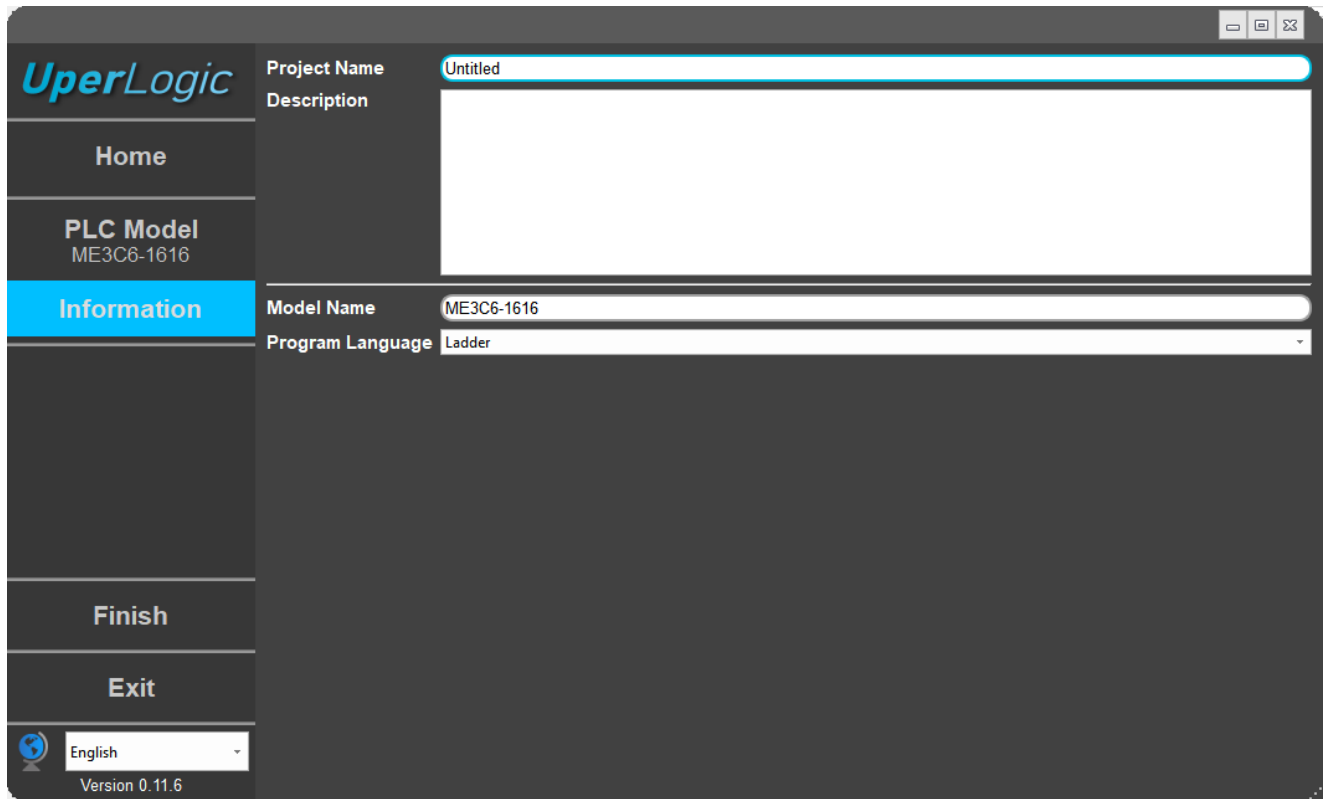 UperLogic
Home
PLC Model
ME3C6-1616
Information
Finish
Exit
English
Version 0.11.6
Project Name Untitled
Description
Model Name ME3C6-1616
Program Language Ladder